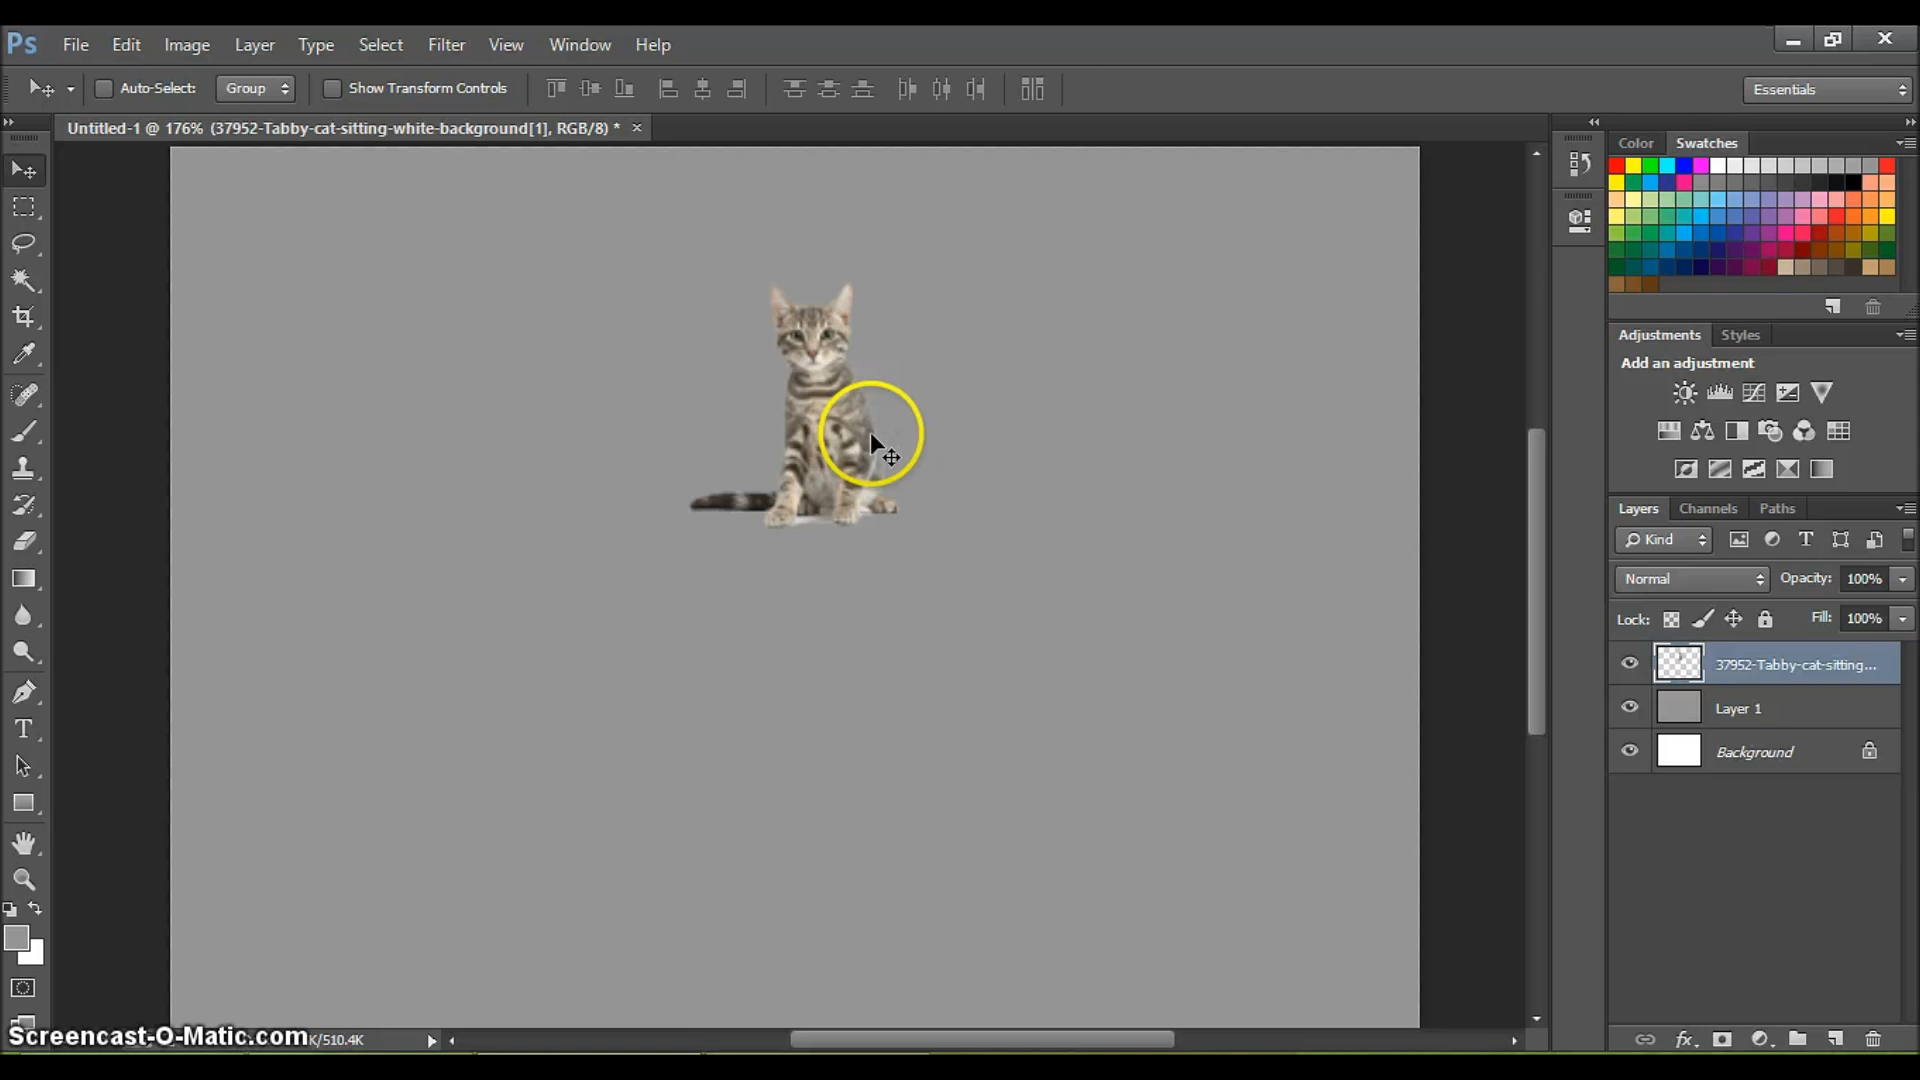 Ps File Edit Image Layer Type Select Filter View Window Help
Auto-Select: Group Show Transform Controls Essentials
Untitled-1 @ 176% (37952-Tabby-cat-sitting-white-background[1], RGB/8) * ×
Color Swatches
Adjustments Styles
Add an adjustment
Layers Channels Paths
Kind
Normal Opacity: 100%
Lock: Fill: 100%
37952-Tabby-cat-sitting...
Layer 1
Background
Screencast-O-Matic.com K/510.4K